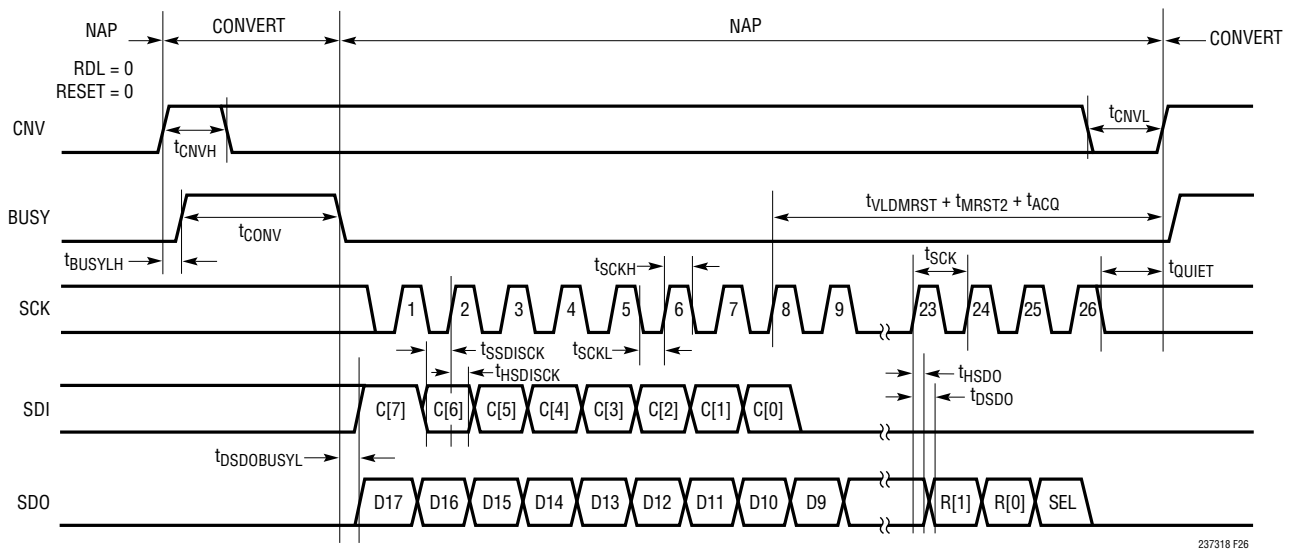 NAP CONVERT NAP CONVERT
RDL = 0
RESET = 0
CNV tCNVH tCNVL
BUSY tCONV tVLDMRST + tMRST2 + tACQ
tBUSYLH tSCKH tSCK tQUIET
SCK 1 2 3 4 5 6 7 8 9 23 24 25 26
tSSDISCK tSCKL
tHSDISCK tHSDO
tDSDO
SDI C[7] C[6] C[5] C[4] C[3] C[2] C[1] C[0]
tDSDOBUSYL
SDO D17 D16 D15 D14 D13 D12 D11 D10 D9 R[1] R[0] SEL
237318 F26